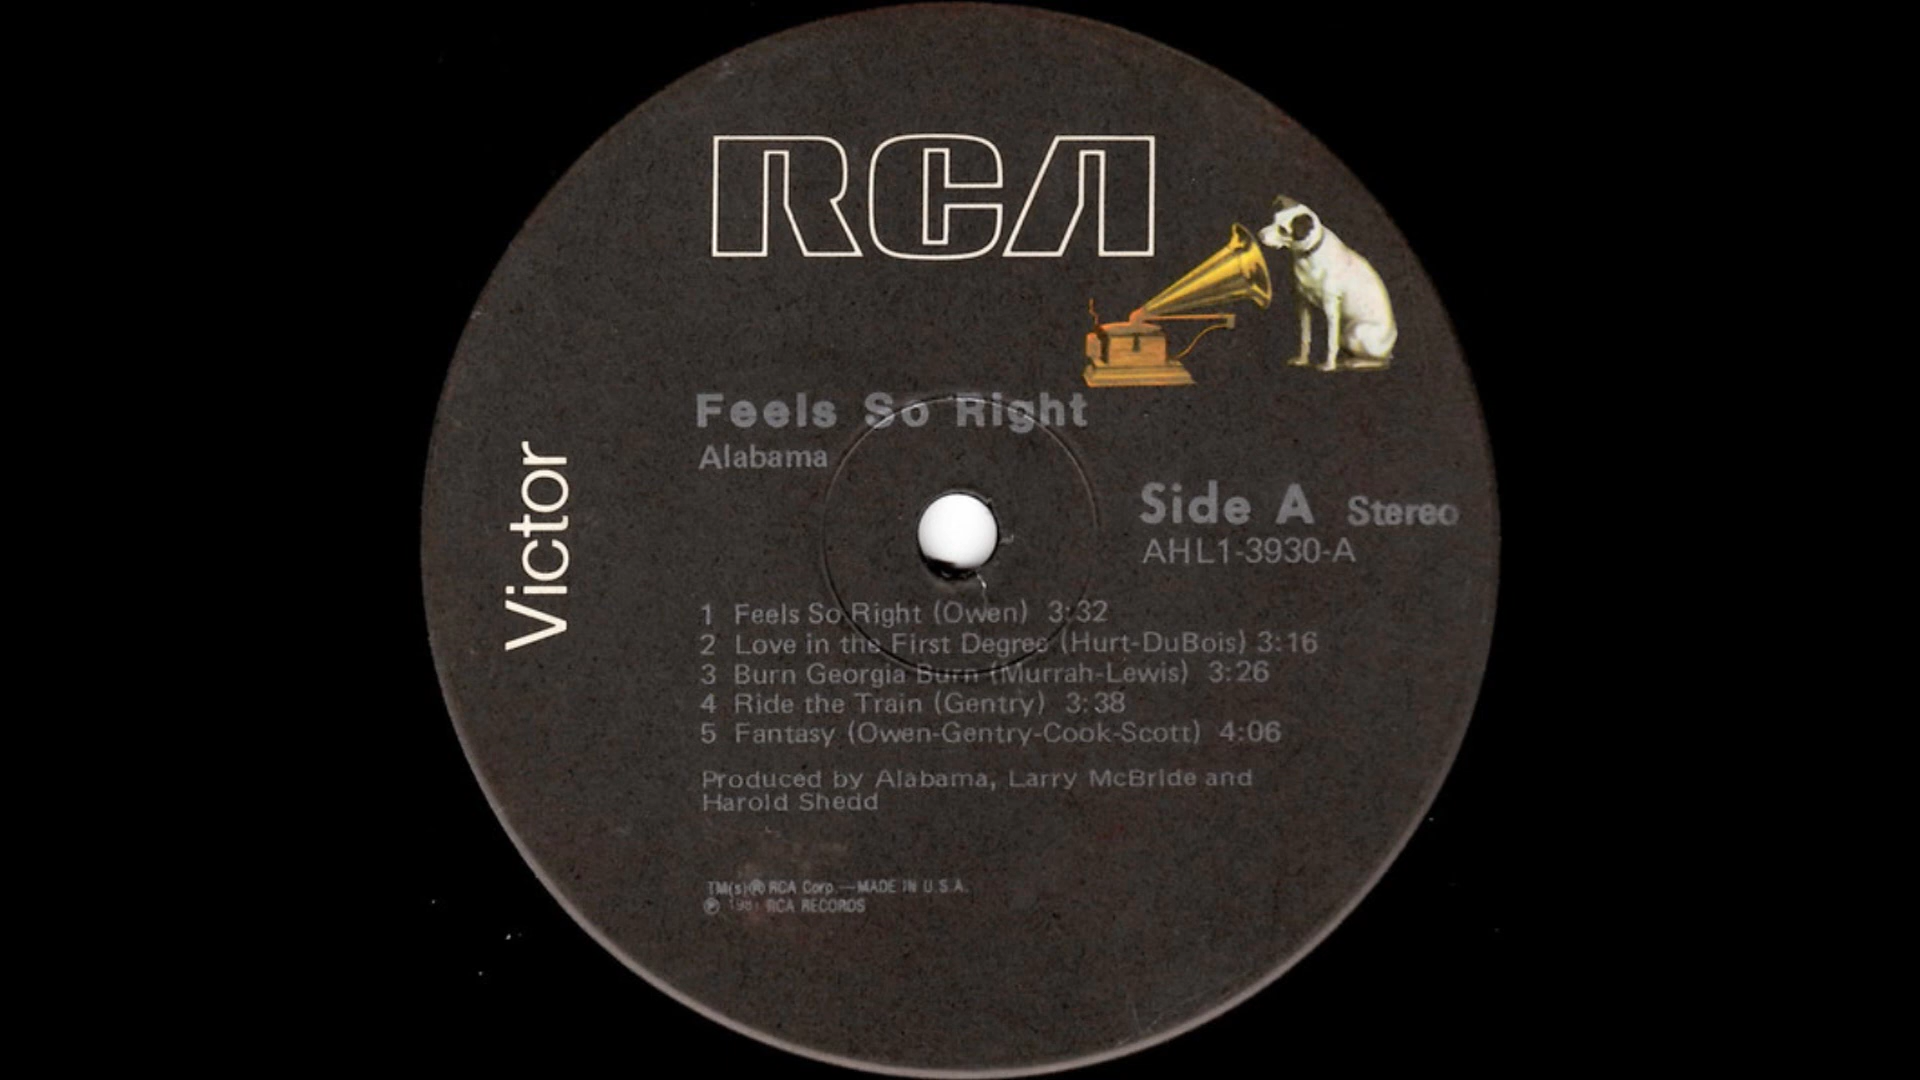 RCA
Victor
Feels So Right
Alabama
Side A Stereo
AHL1-3930-A
1 Feels So Right (Owen) 3:32
2 Love in the First Degree (Hurt-DuBois) 3:16
3 Burn Georgia Burn (Murrah-Lewis) 3:26
4 Ride the Train (Gentry) 3:38
5 Fantasy (Owen-Gentry-Cook-Scott) 4:06
Produced by Alabama, Larry McBride and
Harold Shedd
TM(s)® RCA Corp.—MADE IN U.S.A.
℗ 1981 RCA RECORDS